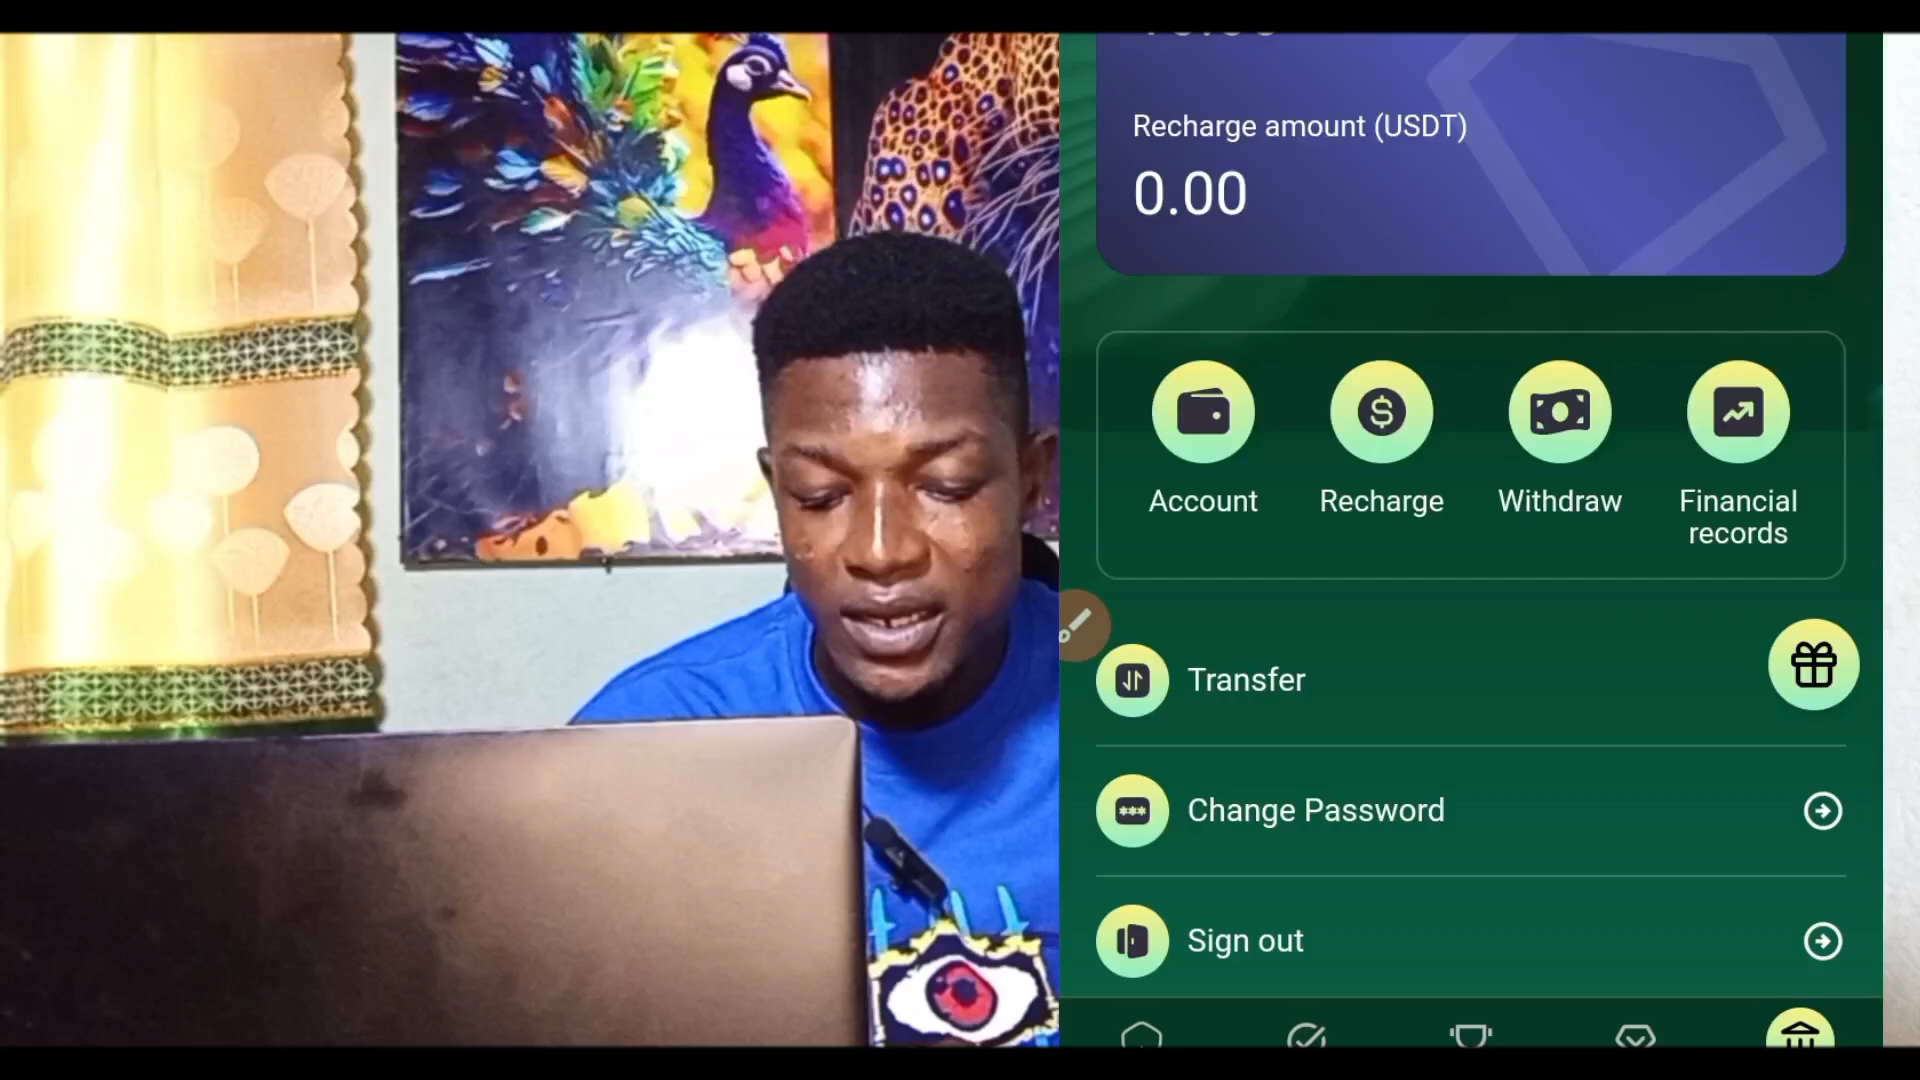 Recharge amount (USDT)
0.00
Account
Recharge
Withdraw
Financial
records
Transfer
Change Password
Sign out